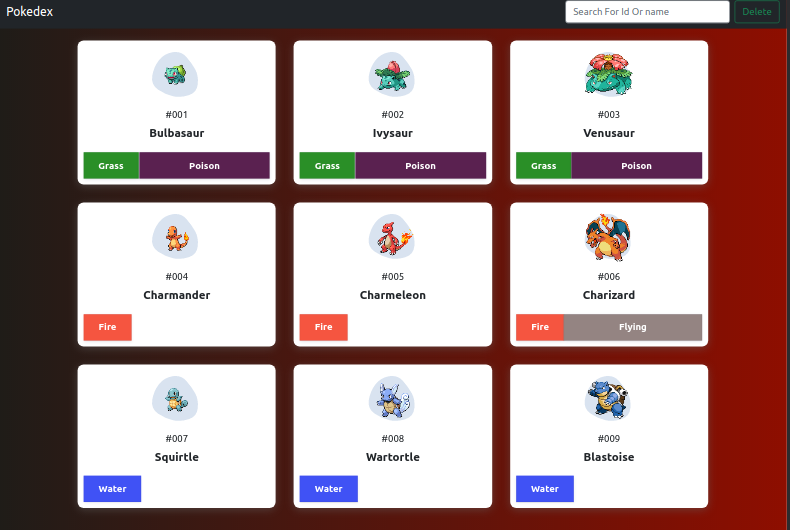 Pokedex
Search For Id Or name
Delete
#001
Bulbasaur
Grass Poison
#002
Ivysaur
Grass Poison
#003
Venusaur
Grass Poison
#004
Charmander
Fire
#005
Charmeleon
Fire
#006
Charizard
Fire Flying
#007
Squirtle
Water
#008
Wartortle
Water
#009
Blastoise
Water